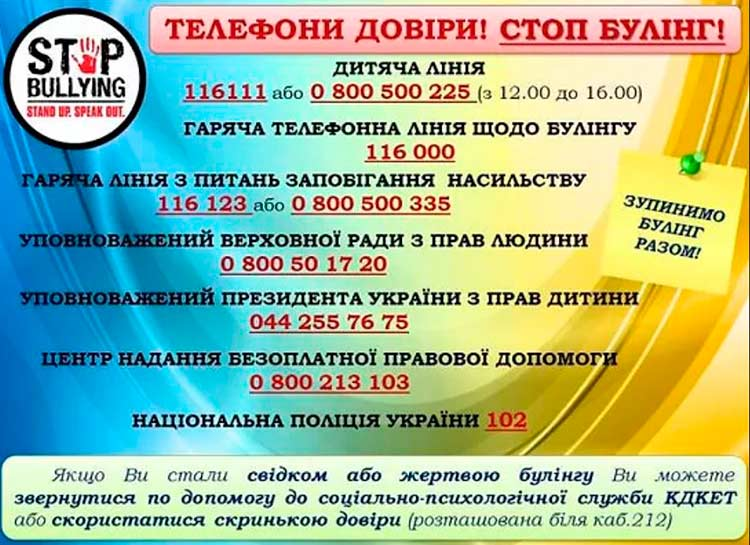 STOP
BULLYING
STAND UP. SPEAK OUT.
ТЕЛЕФОНИ ДОВІРИ! СТОП БУЛІНГ!
ДИТЯЧА ЛІНІЯ
116111 або 0 800 500 225 (з 12.00 до 16.00)
ГАРЯЧА ТЕЛЕФОННА ЛІНІЯ ЩОДО БУЛІНГУ
116 000
ГАРЯЧА ЛІНІЯ З ПИТАНЬ ЗАПОБІГАННЯ НАСИЛЬСТВУ
116 123 або 0 800 500 335
УПОВНОВАЖЕНИЙ ВЕРХОВНОЇ РАДИ З ПРАВ ЛЮДИНИ
0 800 50 17 20
УПОВНОВАЖЕНИЙ ПРЕЗИДЕНТА УКРАЇНИ З ПРАВ ДИТИНИ
044 255 76 75
ЦЕНТР НАДАННЯ БЕЗОПЛАТНОЇ ПРАВОВОЇ ДОПОМОГИ
0 800 213 103
НАЦІОНАЛЬНА ПОЛІЦІЯ УКРАЇНИ 102
ЗУПИНИМО
БУЛІНГ
РАЗОМ!
Якщо Ви стали свідком або жертвою булінгу Ви можете
звернутися по допомогу до соціально-психологічної служби КДКЕТ
або скористатися скринькою довіри (розташована біля каб.212)